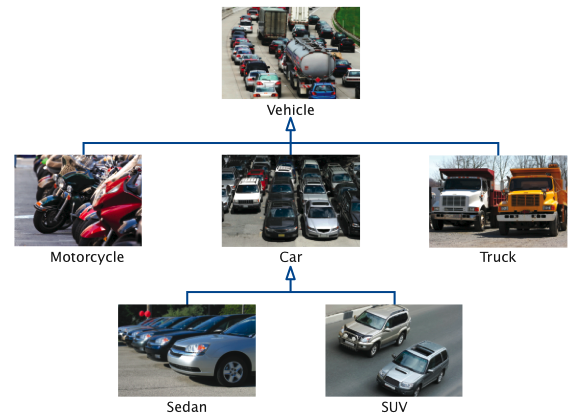 Vehicle
Motorcycle
Car
Truck
Sedan
SUV